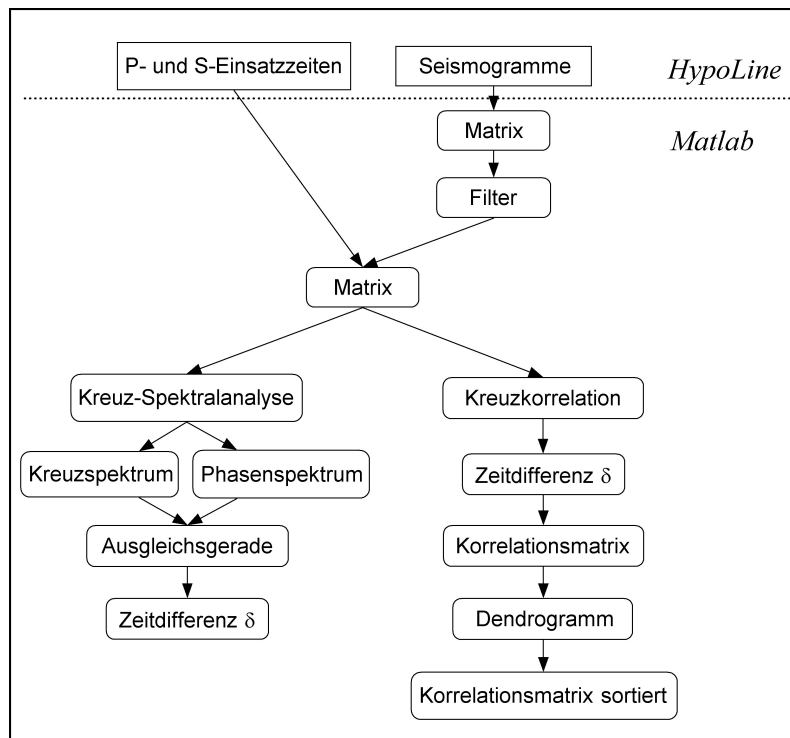 P- und S-Einsatzzeiten
Seismogramme
HypoLine
Matrix
Matlab
Filter
Matrix
Kreuz-Spektralanalyse
Kreuzkorrelation
Kreuzspektrum
Phasenspektrum
Zeitdifferenz δ
Ausgleichsgerade
Korrelationsmatrix
Zeitdifferenz δ
Dendrogramm
Korrelationsmatrix sortiert